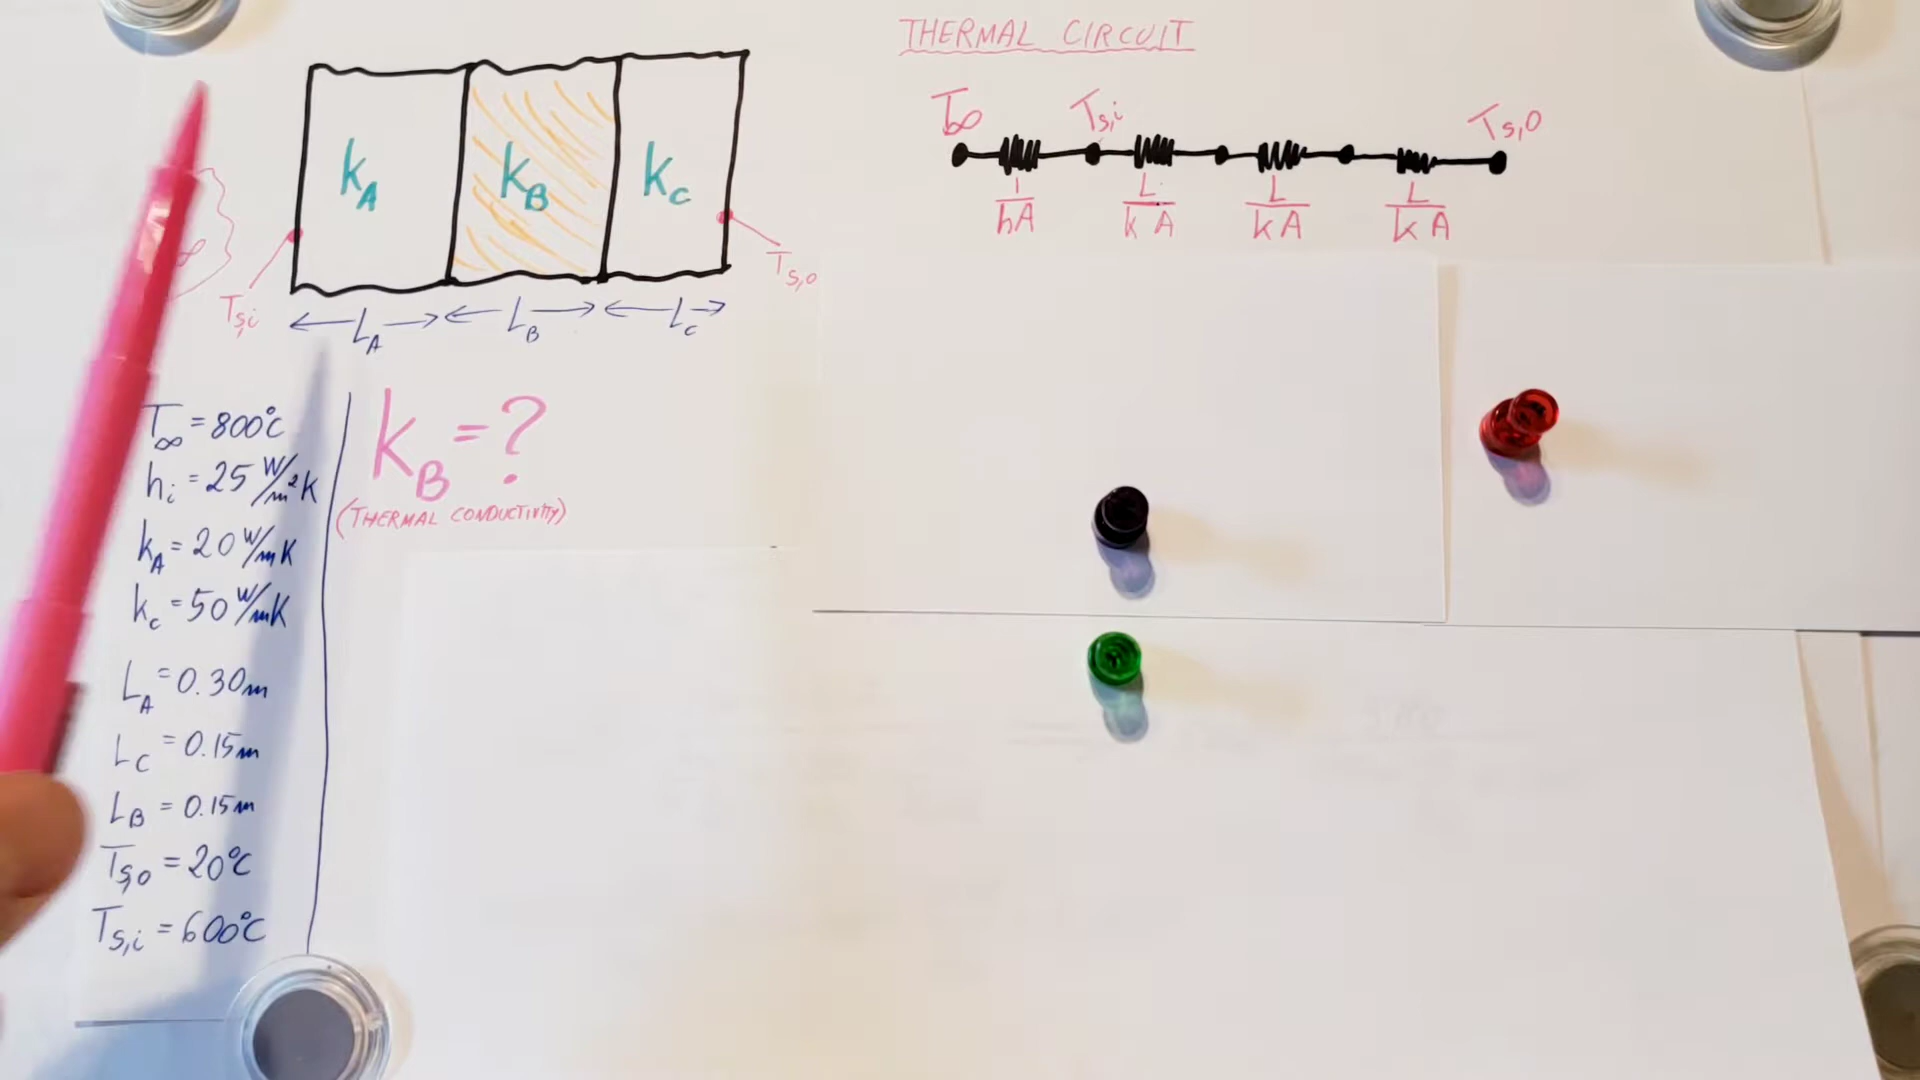 THERMAL CIRCUIT
T∞ Ts,i Ts,o
1/hA L/kA L/kA L/kA
kA kB kC
∞
Ts,i Ts,o
LA LB LC
T∞ = 800°C
hi = 25 W/m²K
kA = 20 W/mK
kC = 50 W/mK
LA = 0.30m
LC = 0.15m
LB = 0.15m
Ts,o = 20°C
Ts,i = 600°C
kB = ?
(THERMAL CONDUCTIVITY)